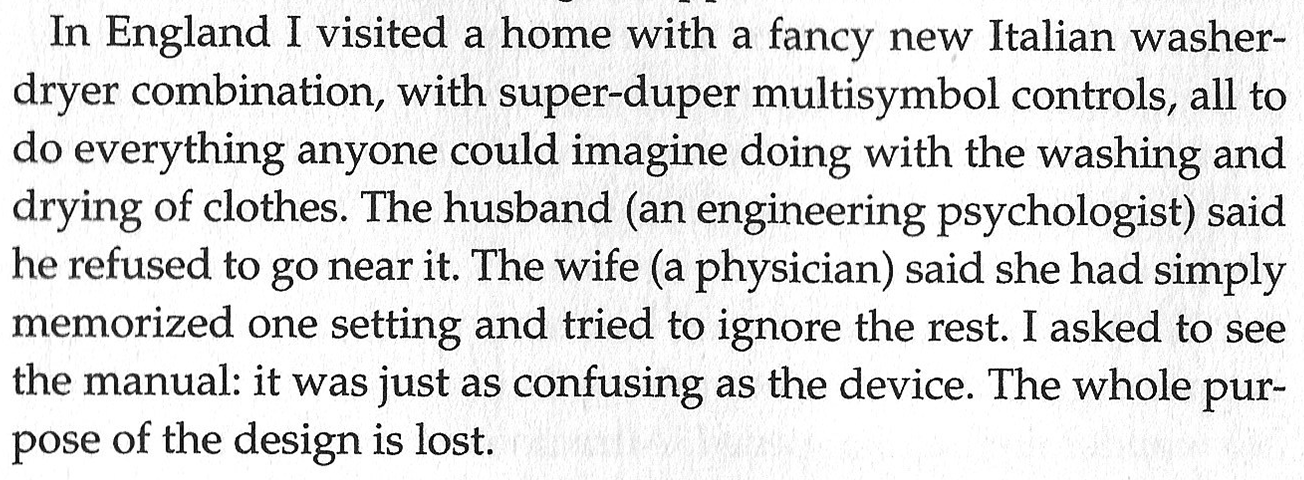 In England I visited a home with a fancy new Italian washer-
dryer combination, with super-duper multisymbol controls, all to
do everything anyone could imagine doing with the washing and
drying of clothes. The husband (an engineering psychologist) said
he refused to go near it. The wife (a physician) said she had simply
memorized one setting and tried to ignore the rest. I asked to see
the manual: it was just as confusing as the device. The whole pur-
pose of the design is lost.